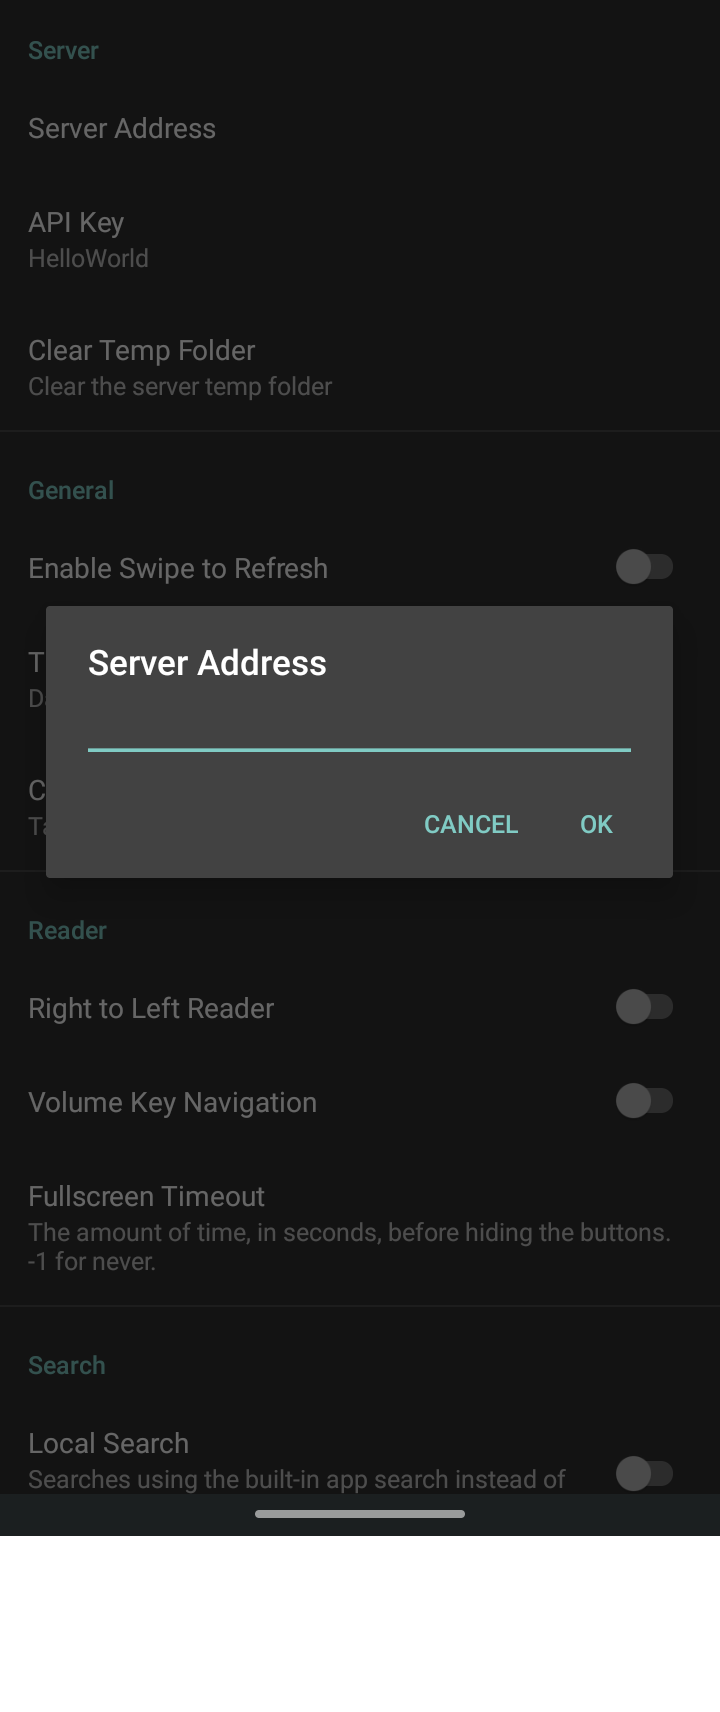 Server
Server Address
API Key
HelloWorld
Clear Temp Folder
Clear the server temp folder
General
Enable Swipe to Refresh
Server Address
CANCEL
OK
Reader
Right to Left Reader
Volume Key Navigation
Fullscreen Timeout
The amount of time, in seconds, before hiding the buttons.
-1 for never.
Search
Local Search
Searches using the built-in app search instead of